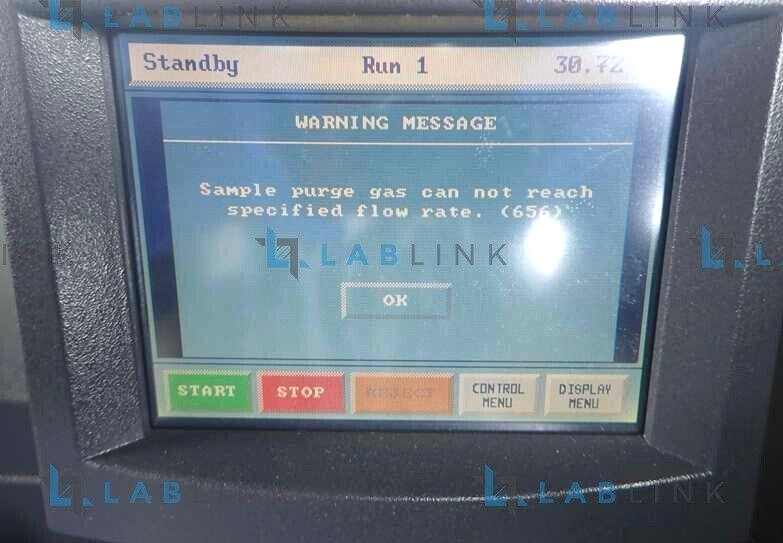 LABLINK
LABLINK
Standby Run 1 30.72
WARNING MESSAGE
Sample purge gas can not reach
specified flow rate. (656)
LABLINK
L
OK
START STOP REJECT CONTROL MENU DISPLAY MENU
LABLINK
LABLINK